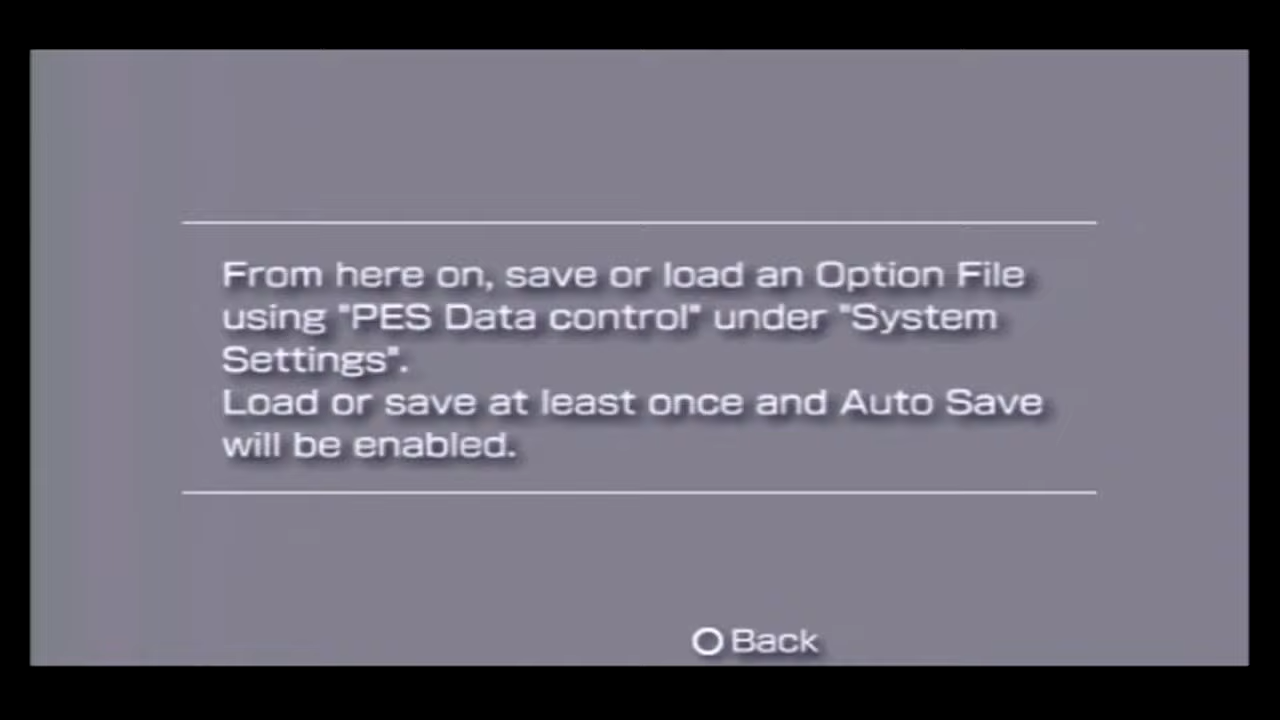 From here on, save or load an Option File
using "PES Data control" under "System
Settings".
Load or save at least once and Auto Save
will be enabled.
Back